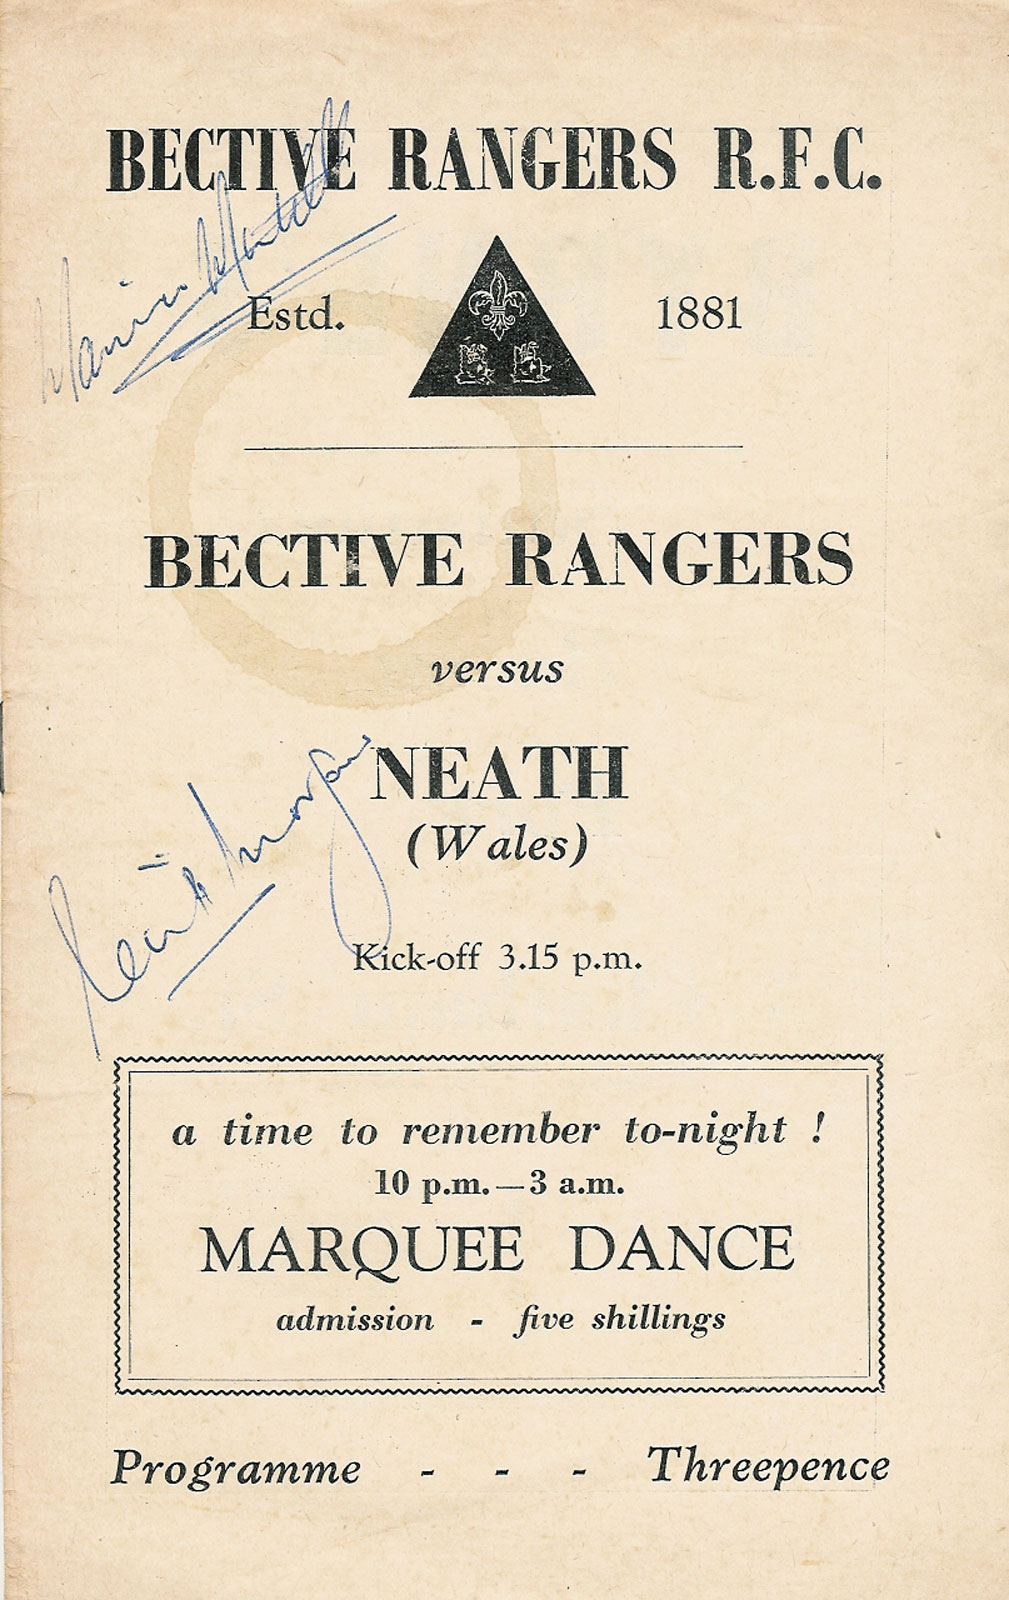 BECTIVE RANGERS R.F.C.
Estd. 1881
BECTIVE RANGERS
versus
NEATH
(Wales)
Morgan
Kick-off 3.15 p.m.
a time to remember to-night !
10 p.m.—3 a.m.
MARQUEE DANCE
admission - five shillings
Programme - - - Threepence